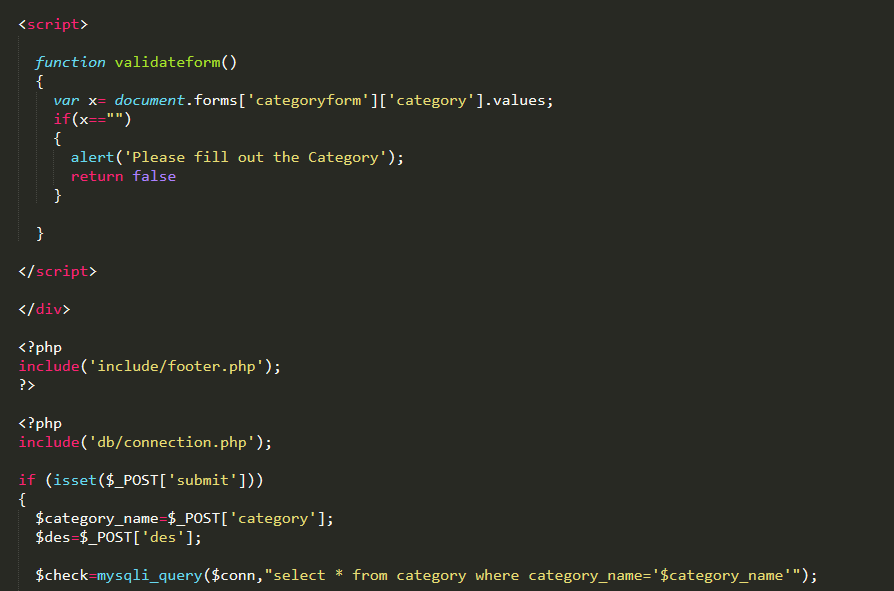 <script>
function validateform()
{
var x= document.forms['categoryform']['category'].values;
if(x=="")
{
alert('Please fill out the Category');
return false
}
}
</script>
</div>
<?php
include('include/footer.php');
?>
<?php
include('db/connection.php');
if (isset($_POST['submit']))
{
$category_name=$_POST['category'];
$des=$_POST['des'];
$check=mysqli_query($conn,"select * from category where category_name='$category_name'");